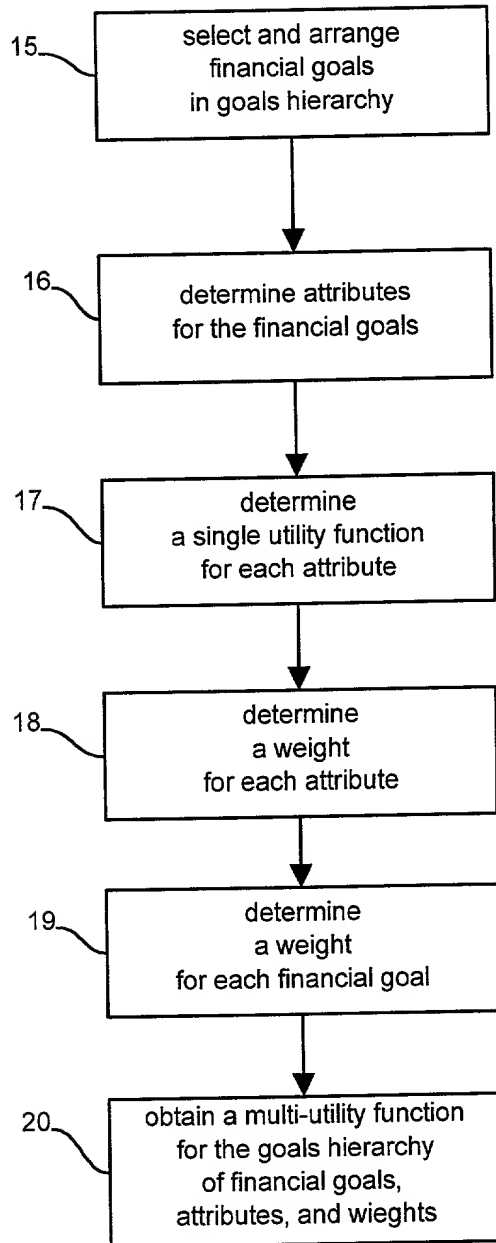 15
select and arrange
financial goals
in goals hierarchy
16
determine attributes
for the financial goals
17
determine
a single utility function
for each attribute
18
determine
a weight
for each attribute
19
determine
a weight
for each financial goal
20
obtain a multi-utility function
for the goals hierarchy
of financial goals,
attributes, and wieghts